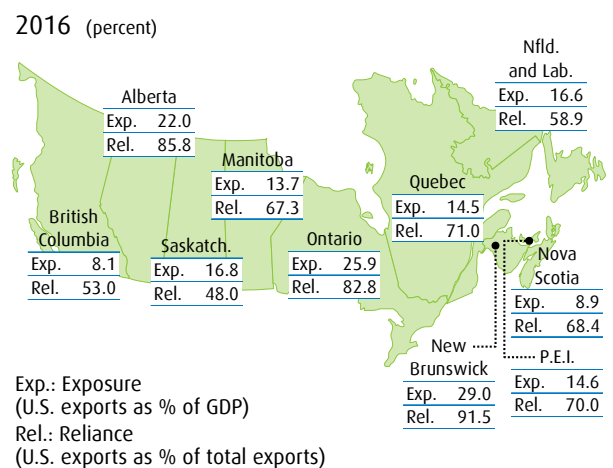 2016 (percent)
Nfld.
and Lab.
Exp. 16.6
Rel. 58.9
Alberta
Exp. 22.0
Rel. 85.8
Manitoba
Exp. 13.7
Rel. 67.3
Quebec
Exp. 14.5
Rel. 71.0
British
Columbia
Exp. 8.1
Rel. 53.0
Saskatch.
Exp. 16.8
Rel. 48.0
Ontario
Exp. 25.9
Rel. 82.8
Nova
Scotia
Exp. 8.9
Rel. 68.4
New
Brunswick
Exp. 29.0
Rel. 91.5
P.E.I.
Exp. 14.6
Rel. 70.0
Exp.: Exposure
(U.S. exports as % of GDP)
Rel.: Reliance
(U.S. exports as % of total exports)